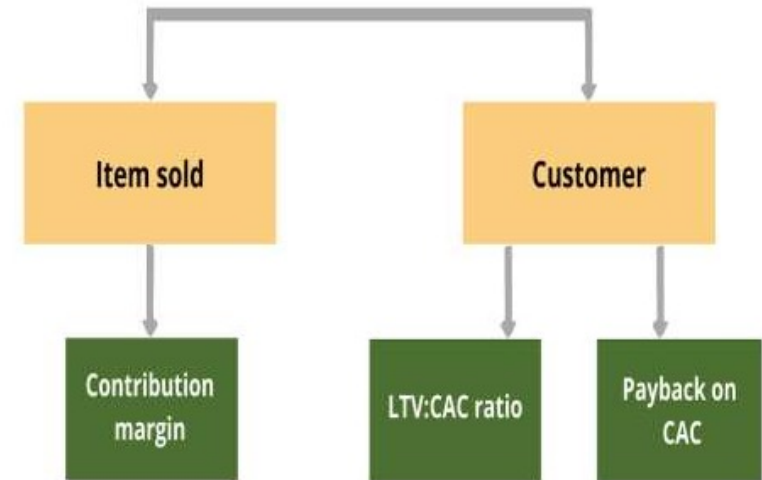 Item sold
Customer
Contribution
margin
LTV:CAC ratio
Payback on
CAC